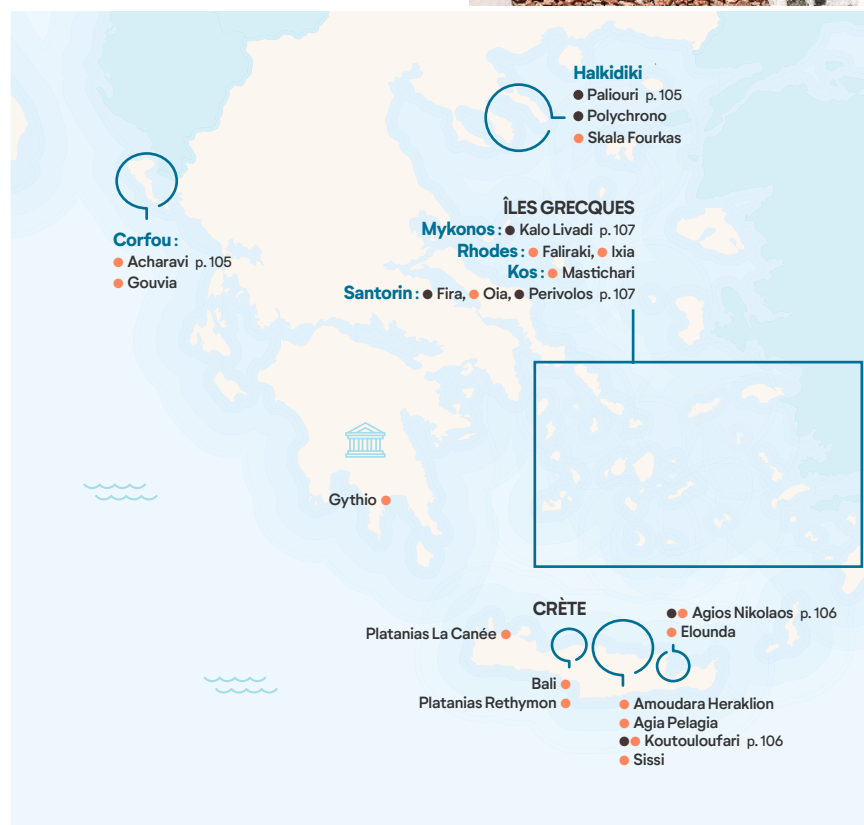 Halkidiki
Paliouri p. 105
Polychrono
Skala Fourkas
ÎLES GRECQUES
Mykonos : Kalo Livadi p. 107
Rhodes : Faliraki, Ixia
Kos : Mastichari
Santorin : Fira, Oia, Perivolos p. 107
Corfou :
Acharavi p. 105
Gouvia
Gythio
CRÈTE
Agios Nikolaos p. 106
Elounda
Platanias La Canée
Bali
Platanias Rethymon
Amoudara Heraklion
Agia Pelagia
Koutouloufari p. 106
Sissi